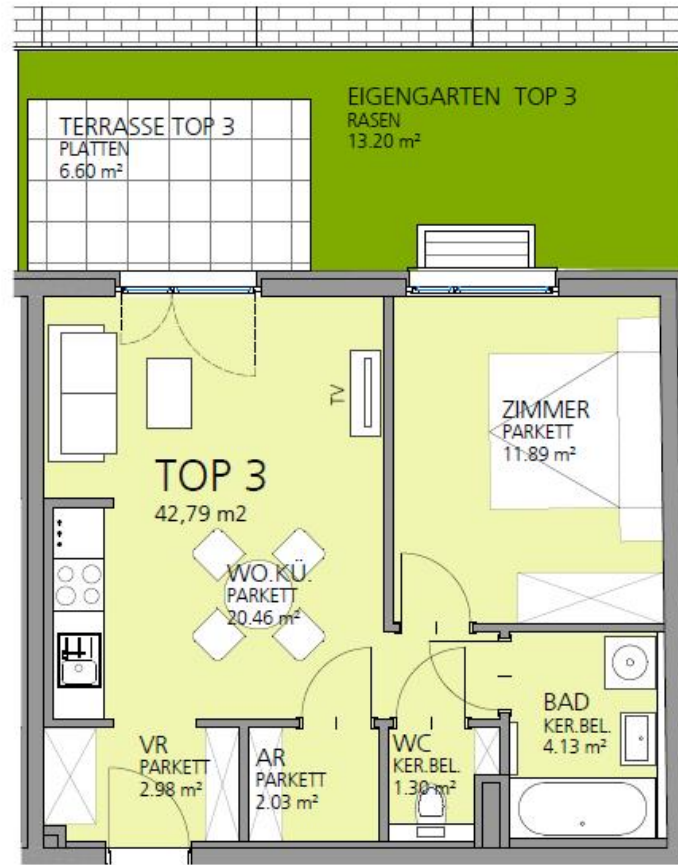 EIGENGARTEN TOP 3
RASEN
13.20 m²
TERRASSE TOP 3
PLATTEN
6.60 m²
TV
ZIMMER
PARKETT
11.89 m²
TOP 3
42,79 m2
WO.KÜ.
PARKETT
20.46 m²
VR
PARKETT
2.98 m²
AR
PARKETT
2.03 m²
WC
KER.BEL.
1.30 m²
BAD
KER.BEL.
4.13 m²